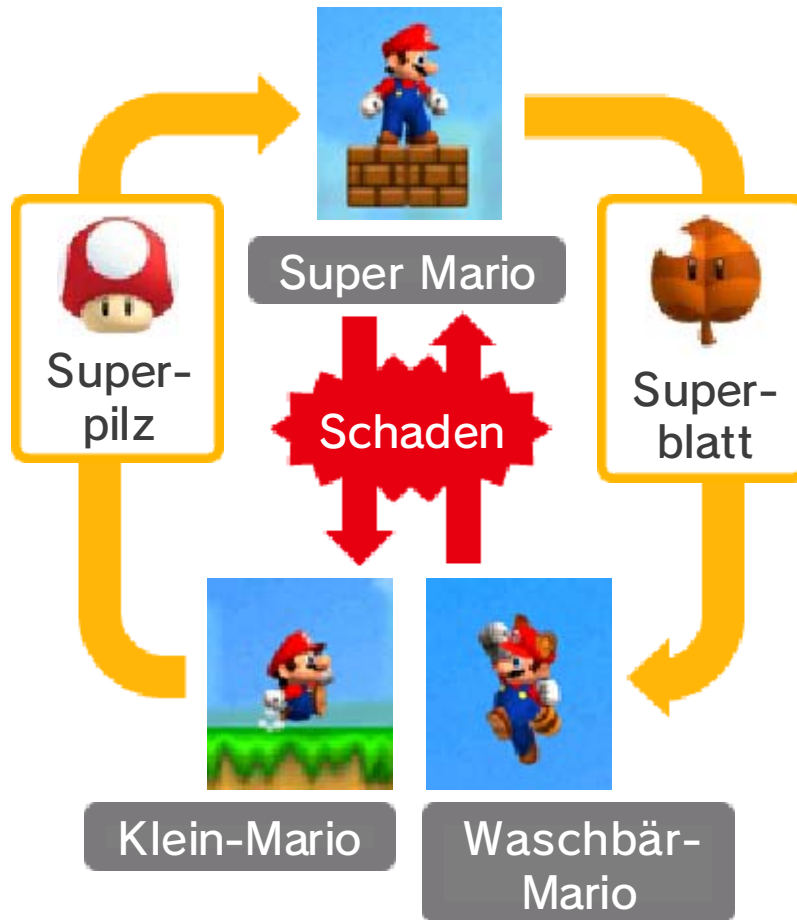 Super Mario
Super-
pilz
Schaden
Super-
blatt
Klein-Mario
Waschbär-
Mario